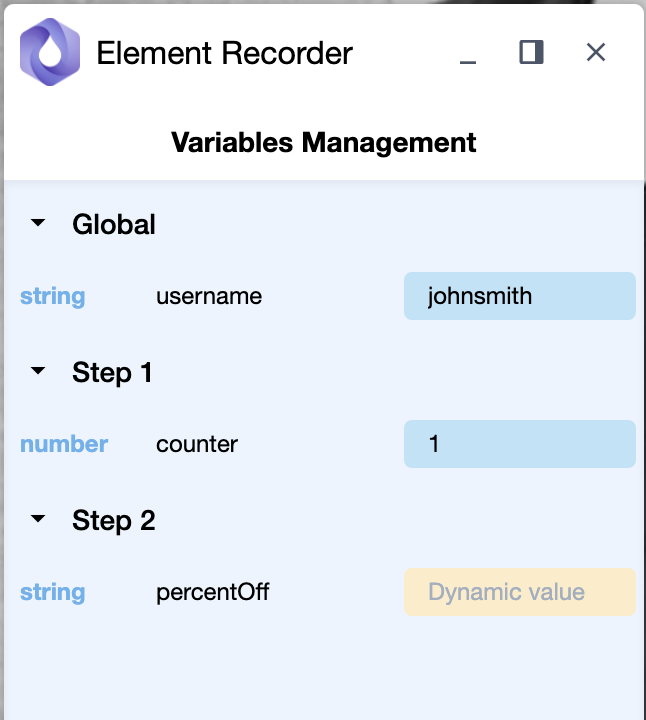 Element Recorder
Variables Management
Global
string username johnsmith
Step 1
number counter 1
Step 2
string percentOff Dynamic value